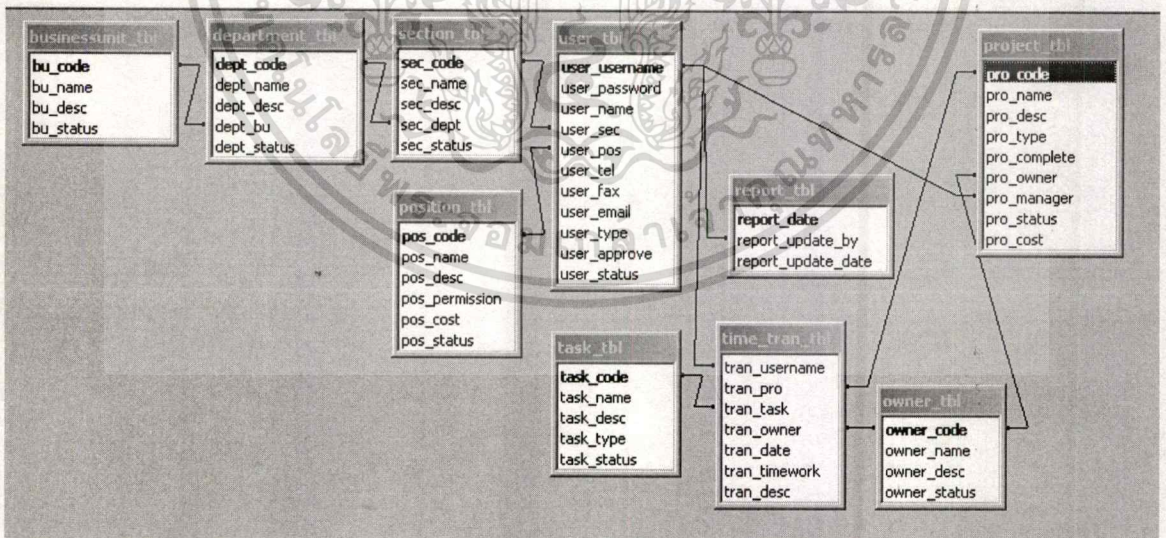 businessunit_tbl
bu_code
bu_name
bu_desc
bu_status
department_tbl
dept_code
dept_name
dept_desc
dept_bu
dept_status
section_tbl
sec_code
sec_name
sec_desc
sec_dept
sec_status
position_tbl
pos_code
pos_name
pos_desc
pos_permission
pos_cost
pos_status
user_tbl
user_username
user_password
user_name
user_sec
user_pos
user_tel
user_fax
user_email
user_type
user_approve
user_status
task_tbl
task_code
task_name
task_desc
task_type
task_status
report_tbl
report_date
report_update_by
report_update_date
time_tran_tbl
tran_username
tran_pro
tran_task
tran_owner
tran_date
tran_timework
tran_desc
owner_tbl
owner_code
owner_name
owner_desc
owner_status
project_tbl
pro_code
pro_name
pro_desc
pro_type
pro_complete
pro_owner
pro_manager
pro_status
pro_cost